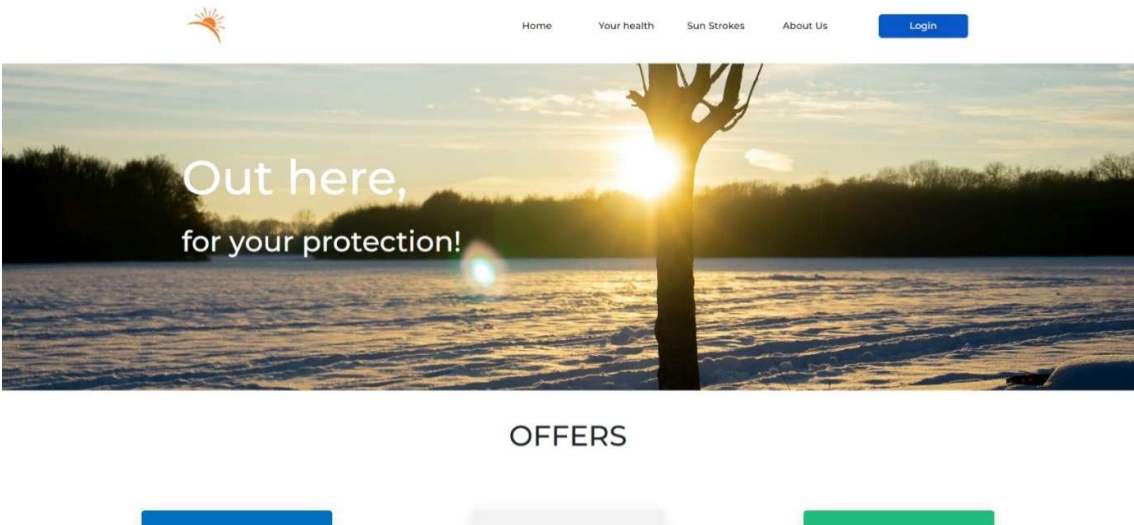 Home
Your health
Sun Strokes
About Us
Login
Out here,
for your protection!
OFFERS